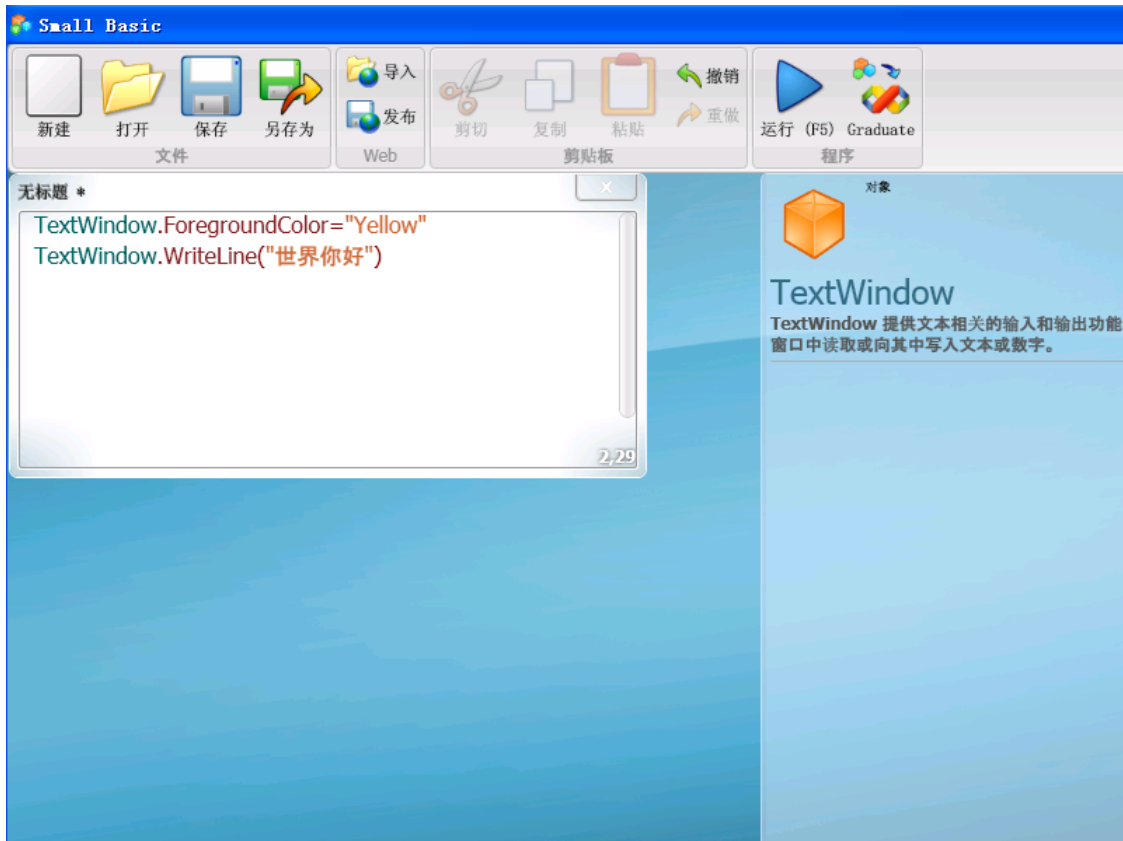 Small Basic
新建 打开 保存 另存为
导入
发布
剪切 复制 粘贴
撤销
重做
运行 (F5) Graduate
文件 Web 剪贴板 程序
无标题 *
TextWindow.ForegroundColor="Yellow"
TextWindow.WriteLine("世界你好")
2,29
对象
TextWindow
TextWindow 提供文本相关的输入和输出功能
窗口中读取或向其中写入文本或数字。